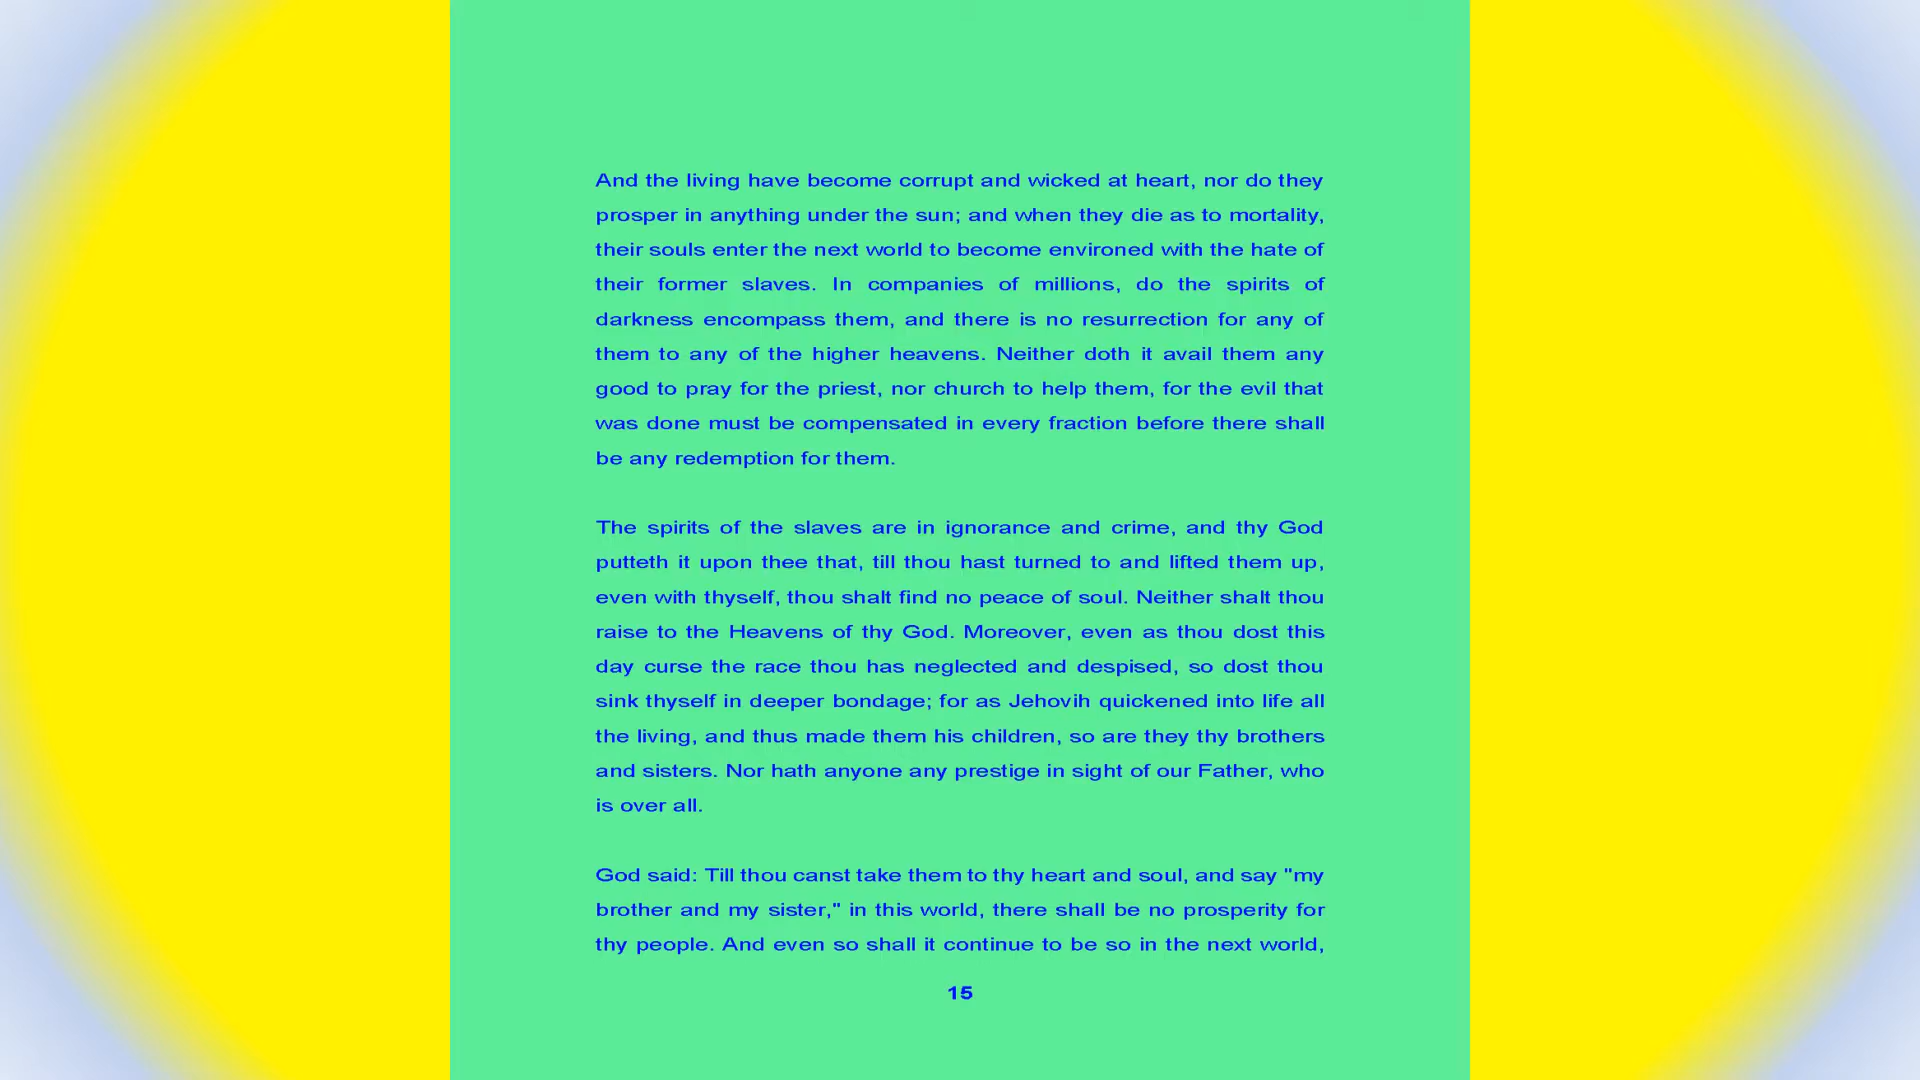 And the living have become corrupt and wicked at heart, nor do they
prosper in anything under the sun; and when they die as to mortality,
their souls enter the next world to become environed with the hate of
their former slaves. In companies of millions, do the spirits of
darkness encompass them, and there is no resurrection for any of
them to any of the higher heavens. Neither doth it avail them any
good to pray for the priest, nor church to help them, for the evil that
was done must be compensated in every fraction before there shall
be any redemption for them.
The spirits of the slaves are in ignorance and crime, and thy God
putteth it upon thee that, till thou hast turned to and lifted them up,
even with thyself, thou shalt find no peace of soul. Neither shalt thou
raise to the Heavens of thy God. Moreover, even as thou dost this
day curse the race thou has neglected and despised, so dost thou
sink thyself in deeper bondage; for as Jehovih quickened into life all
the living, and thus made them his children, so are they thy brothers
and sisters. Nor hath anyone any prestige in sight of our Father, who
is over all.
God said: Till thou canst take them to thy heart and soul, and say "my
brother and my sister," in this world, there shall be no prosperity for
thy people. And even so shall it continue to be so in the next world,
15